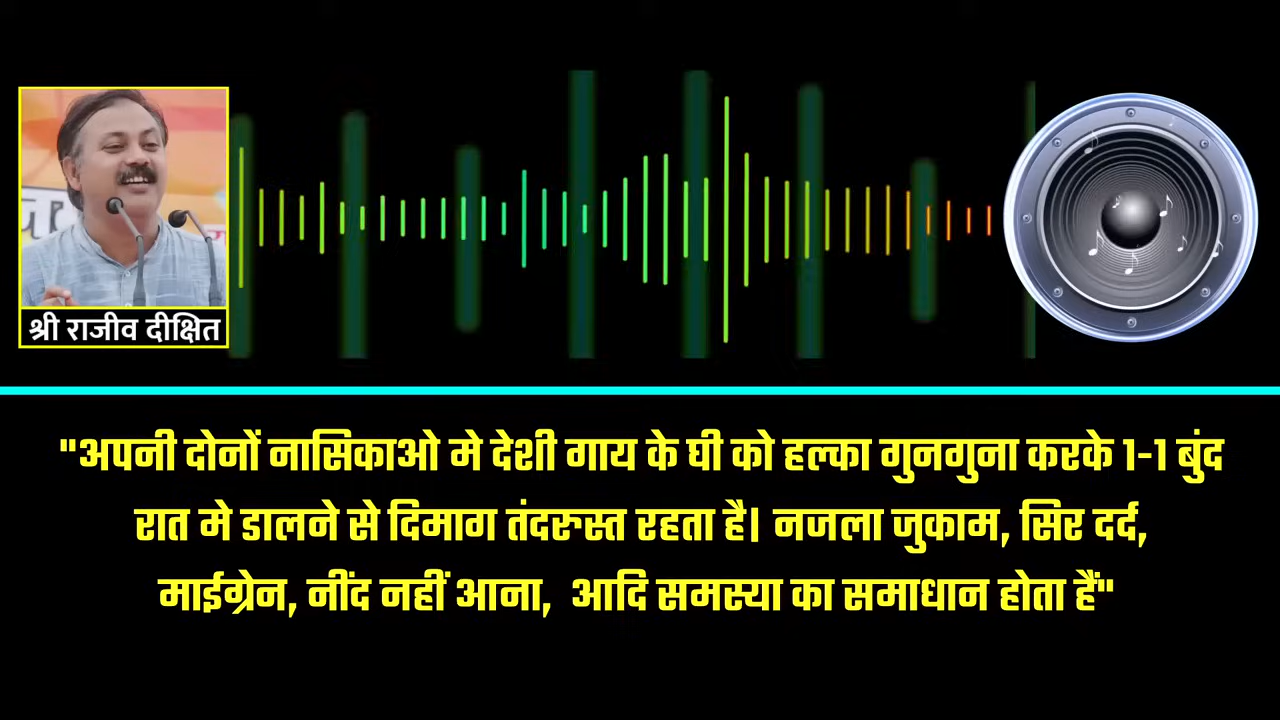 श्री राजीव दीक्षित
"अपनी दोनों नासिकाओ मे देशी गाय के घी को हल्का गुनगुना करके 1-1 बुंद
रात मे डालने से दिमाग तंदरुस्त रहता है। नजला जुकाम, सिर दर्द,
माईग्रेन, नींद नहीं आना, आदि समस्या का समाधान होता हैं"